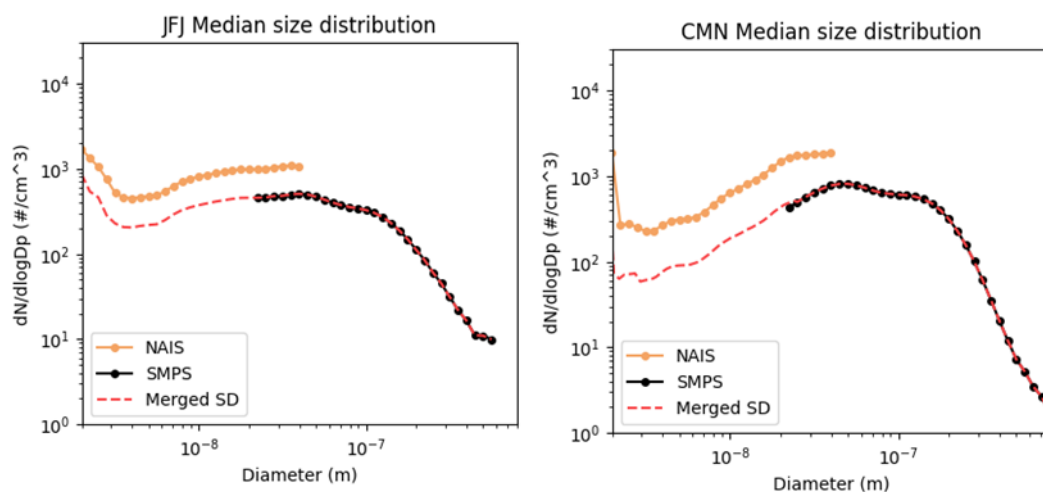 JFJ Median size distribution
dN/dlogDp (#/cm^3)
10^4
10^3
10^2
10^1
10^0
NAIS
SMPS
Merged SD
10^-8
10^-7
Diameter (m)
CMN Median size distribution
dN/dlogDp (#/cm^3)
10^4
10^3
10^2
10^1
10^0
NAIS
SMPS
Merged SD
10^-8
10^-7
Diameter (m)